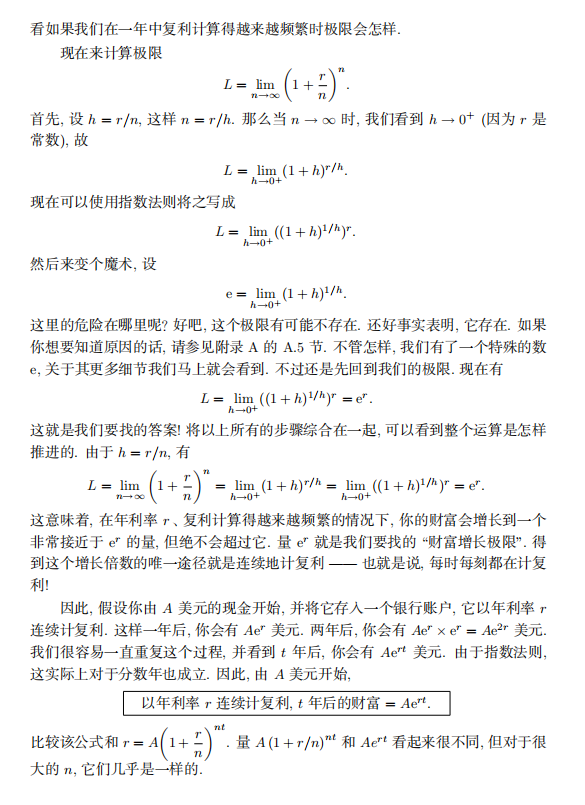 看如果我们在一年中复利计算得越来越频繁时极限会怎样.
现在来计算极限
$L = \lim_{n \to \infty} \left(1 + \frac{r}{n}\right)^n.$
首先, 设 $h = r/n$, 这样 $n = r/h$. 那么当 $n \to \infty$ 时, 我们看到 $h \to 0^+$ (因为 $r$ 是
常数), 故
$L = \lim_{h \to 0^+} (1 + h)^{r/h}.$
现在可以使用指数法则将之写成
$L = \lim_{h \to 0^+} ((1 + h)^{1/h})^r.$
然后来变个魔术, 设
$\mathrm{e} = \lim_{h \to 0^+} (1 + h)^{1/h}.$
这里的危险在哪里呢? 好吧, 这个极限有可能不存在. 还好事实表明, 它存在. 如果
你想要知道原因的话, 请参见附录 A 的 A.5 节. 不管怎样, 我们有了一个特殊的数
e, 关于其更多细节我们马上就会看到. 不过还是先回到我们的极限. 现在有
$L = \lim_{h \to 0^+} ((1 + h)^{1/h})^r = \mathrm{e}^r.$
这就是我们要找的答案! 将以上所有的步骤综合在一起, 可以看到整个运算是怎样
推进的. 由于 $h = r/n$, 有
$L = \lim_{n \to \infty} \left(1 + \frac{r}{n}\right)^n = \lim_{h \to 0^+} (1 + h)^{r/h} = \lim_{h \to 0^+} ((1 + h)^{1/h})^r = \mathrm{e}^r.$
这意味着, 在年利率 $r$、复利计算得越来越频繁的情况下, 你的财富会增长到一个
非常接近于 $\mathrm{e}^r$ 的量, 但绝不会超过它. 量 $\mathrm{e}^r$ 就是我们要找的 “财富增长极限”. 得
到这个增长倍数的唯一途径就是连续地计复利 —— 也就是说, 每时每刻都在计复
利!
因此, 假设你由 $A$ 美元的现金开始, 并将它存入一个银行账户, 它以年利率 $r$
连续计复利. 这样一年后, 你会有 $A\mathrm{e}^r$ 美元. 两年后, 你会有 $A\mathrm{e}^r \times \mathrm{e}^r = A\mathrm{e}^{2r}$ 美元.
我们很容易一直重复这个过程, 并看到 $t$ 年后, 你会有 $A\mathrm{e}^{rt}$ 美元. 由于指数法则,
这实际上对于分数年也成立. 因此, 由 $A$ 美元开始,
以年利率 $r$ 连续计复利, $t$ 年后的财富 $= A\mathrm{e}^{rt}$.
比较该公式和 $r = A\left(1 + \frac{r}{n}\right)^{nt}$. 量 $A(1 + r/n)^{nt}$ 和 $A\mathrm{e}^{rt}$ 看起来很不同, 但对于很
大的 $n$, 它们几乎是一样的.